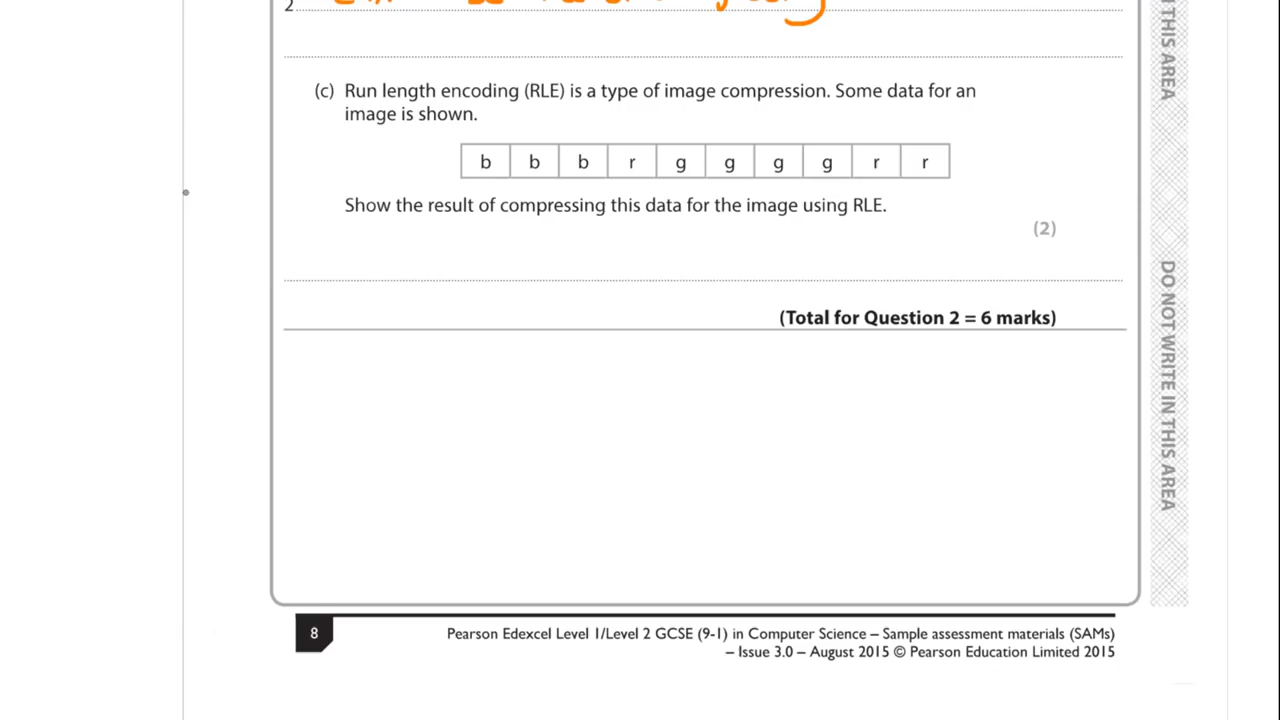 2
(c) Run length encoding (RLE) is a type of image compression. Some data for an
image is shown.
b b b r g g g g r r
Show the result of compressing this data for the image using RLE.
(2)
(Total for Question 2 = 6 marks)
8
Pearson Edexcel Level 1/Level 2 GCSE (9-1) in Computer Science – Sample assessment materials (SAMs)
– Issue 3.0 – August 2015 © Pearson Education Limited 2015
THIS AREA
DO NOT WRITE IN THIS AREA